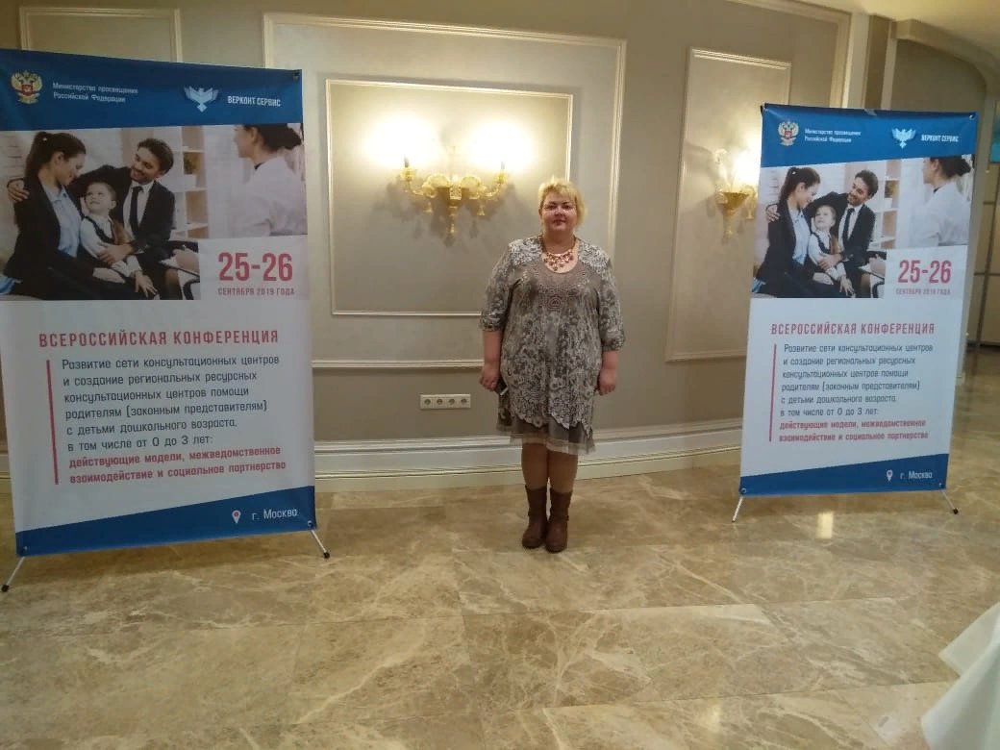 Министерство просвещения
Российской Федерации
ВЕРКОНТ СЕРВИС
25-26
СЕНТЯБРЯ 2019 ГОДА
ВСЕРОССИЙСКАЯ КОНФЕРЕНЦИЯ
Развитие сети консультационных центров
и создание региональных ресурсных
консультационных центров помощи
родителям (законным представителям)
с детьми дошкольного возраста,
в том числе от 0 до 3 лет:
действующие модели, межведомственное
взаимодействие и социальное партнерство
г. Москва
Министерство просвещения
Российской Федерации
ВЕРКОНТ СЕРВИС
25-26
СЕНТЯБРЯ 2019 ГОДА
ВСЕРОССИЙСКАЯ КОНФЕРЕНЦИЯ
Развитие сети консультационных центров
и создание региональных ресурсных
консультационных центров помощи
родителям (законным представителям)
с детьми дошкольного возраста,
в том числе от 0 до 3 лет:
действующие модели, межведомственное
взаимодействие и социальное партнерство
г. Москва